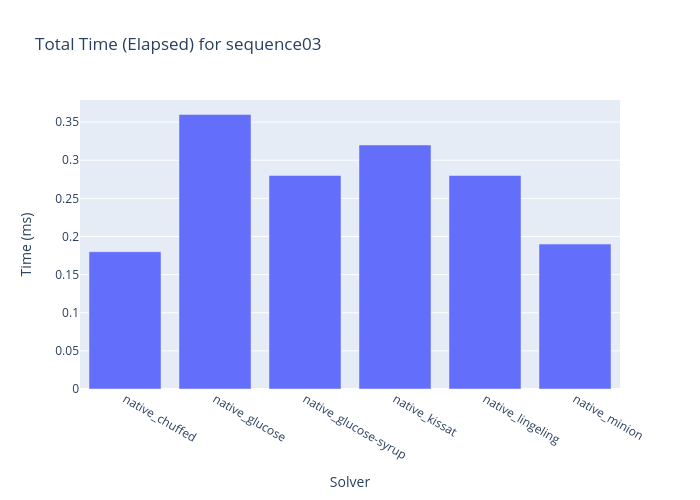 Total Time (Elapsed) for sequence03
Time (ms)
0.35
0.3
0.25
0.2
0.15
0.1
0.05
0
native_chuffed
native_glucose
native_glucose-syrup
native_kissat
native_lingeling
native_minion
Solver